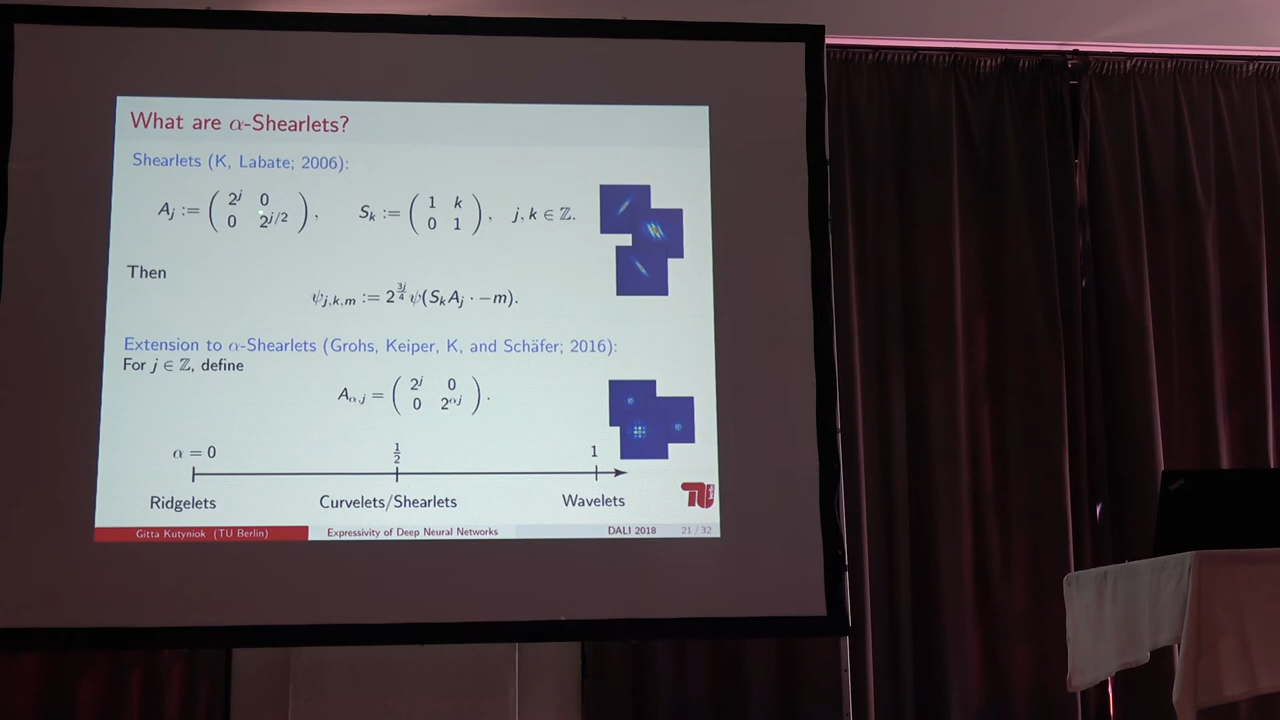 What are α-Shearlets?
Shearlets (K, Labate; 2006):
A_j := ( 2^j 0 ; 0 2^{j/2} ), S_k := ( 1 k ; 0 1 ), j, k ∈ ℤ.
Then
ψ_{j,k,m} := 2^{3j/4} ψ(S_k A_j · −m).
Extension to α-Shearlets (Grohs, Keiper, K, and Schäfer; 2016):
For j ∈ ℤ, define
A_{α,j} = ( 2^j 0 ; 0 2^{αj} ).
α = 0 1/2 1
Ridgelets Curvelets/Shearlets Wavelets
Gitta Kutyniok (TU Berlin) Expressivity of Deep Neural Networks DALI 2018 21 / 32